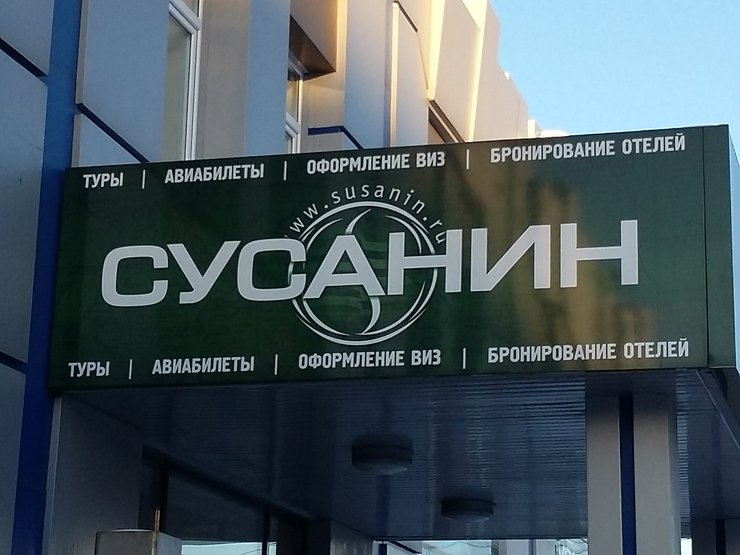 ТУРЫ | АВИАБИЛЕТЫ | ОФОРМЛЕНИЕ ВИЗ | БРОНИРОВАНИЕ ОТЕЛЕЙ
www.susanin.ru
СУСАНИН
ТУРЫ | АВИАБИЛЕТЫ | ОФОРМЛЕНИЕ ВИЗ | БРОНИРОВАНИЕ ОТЕЛЕЙ